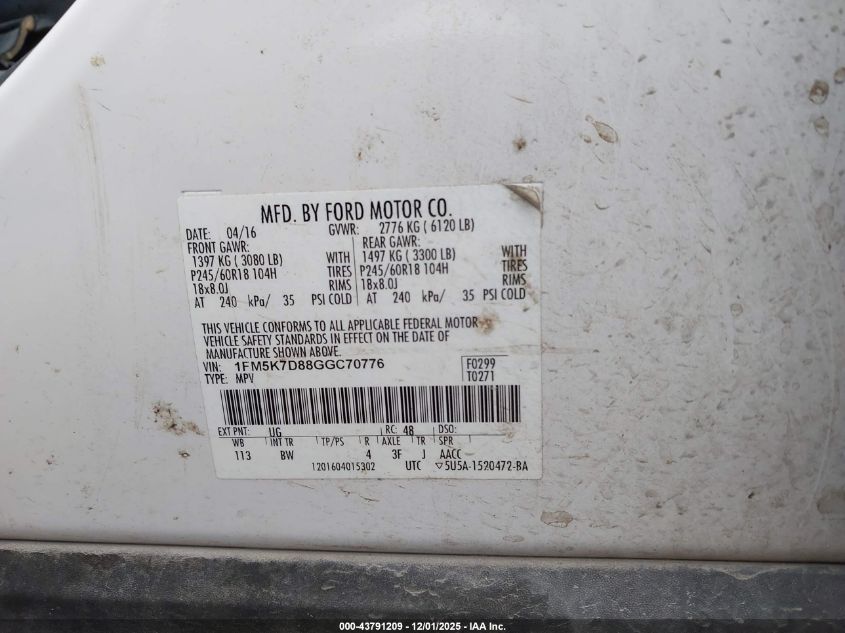 MFD. BY FORD MOTOR CO.
DATE: 04/16 GVWR: 2776 KG ( 6120 LB)
FRONT GAWR: REAR GAWR:
1397 KG ( 3080 LB) WITH 1497 KG ( 3300 LB) WITH
P245/60R18 104H TIRES P245/60R18 104H TIRES
18x8.0J RIMS 18x8.0J RIMS
AT 240 kPa/ 35 PSI COLD AT 240 kPa/ 35 PSI COLD
THIS VEHICLE CONFORMS TO ALL APPLICABLE FEDERAL MOTOR
VEHICLE SAFETY STANDARDS IN EFFECT ON THE DATE OF
MANUFACTURE SHOWN ABOVE.
VIN: 1FM5K7D88GGC70776 F0299
TYPE: MPV T0271
EXT PNT: UG RC: 48 DSO:
WB INT TR TP/PS R AXLE TR SPR
113 BW 4 3F J AACC
1201604015302 UTC ▽5U5A-1520472-BA
000-43791209 - 12/01/2025 - IAA Inc.